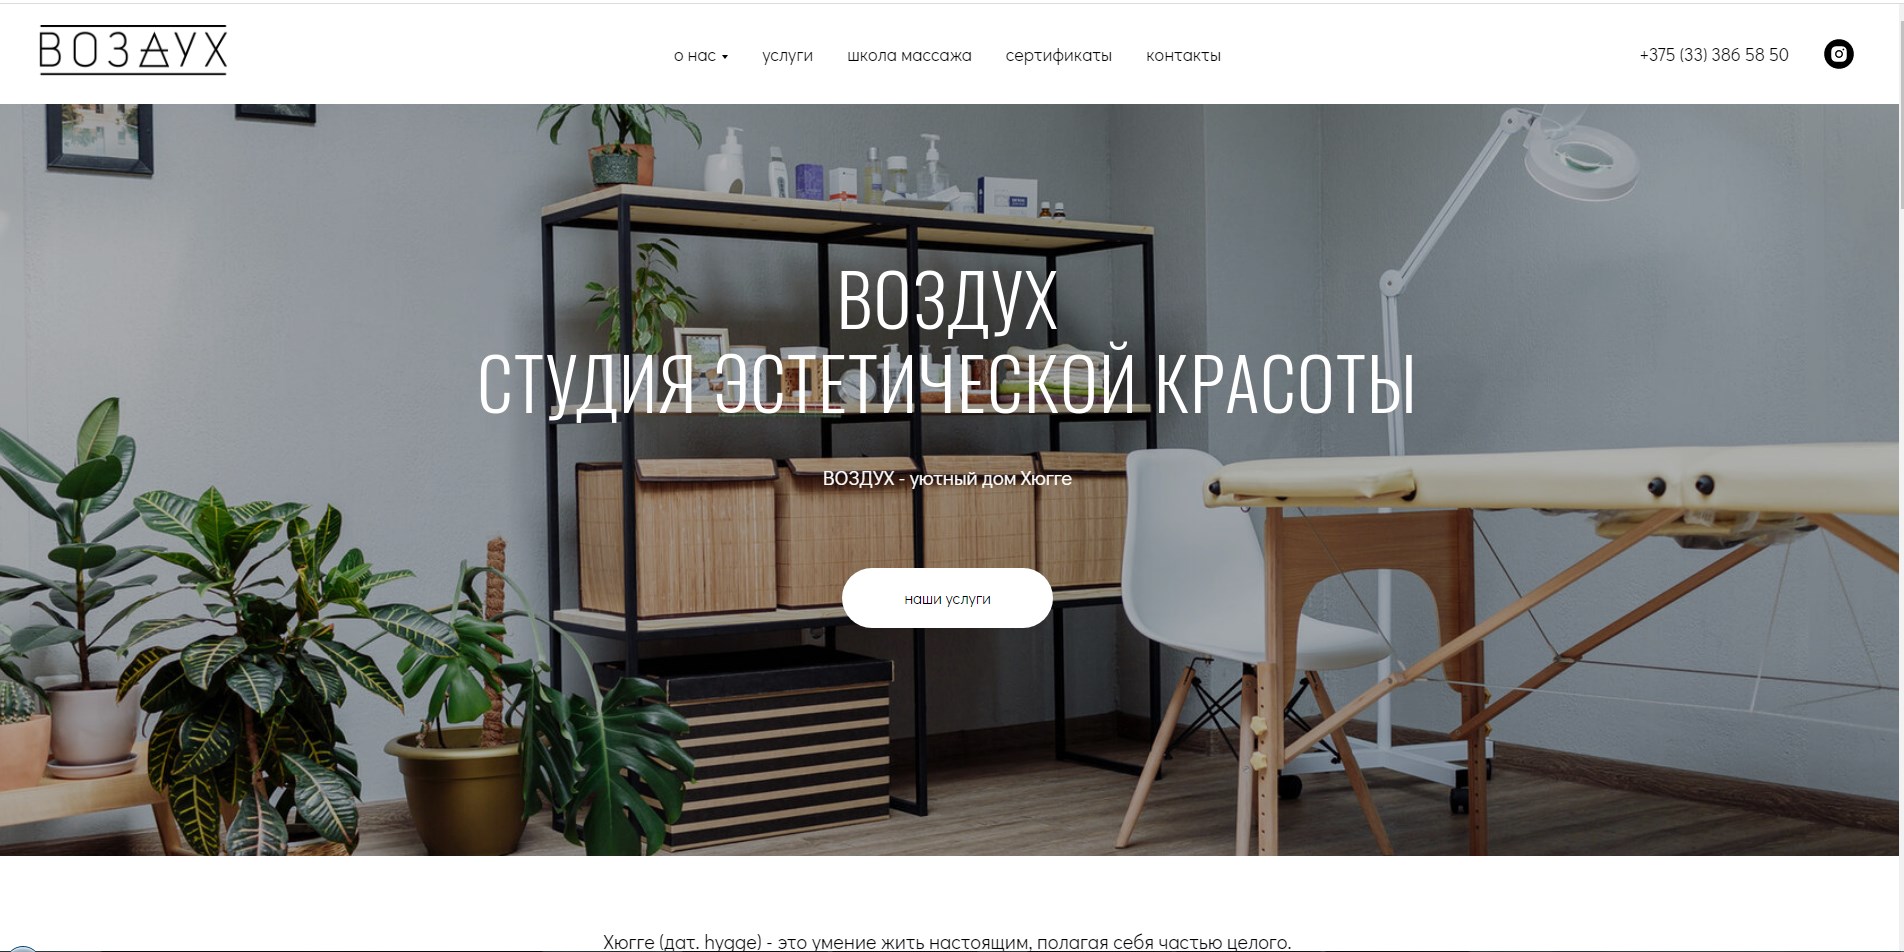 ВОЗДУХ
о нас
услуги
школа массажа
сертификаты
контакты
+375 (33) 386 58 50
ВОЗДУХ
СТУДИЯ ЭСТЕТИЧЕСКОЙ КРАСОТЫ
ВОЗДУХ - уютный дом Хюгге
наши услуги
Хюгге (дат. hygge) - это умение жить настоящим, полагая себя частью целого.